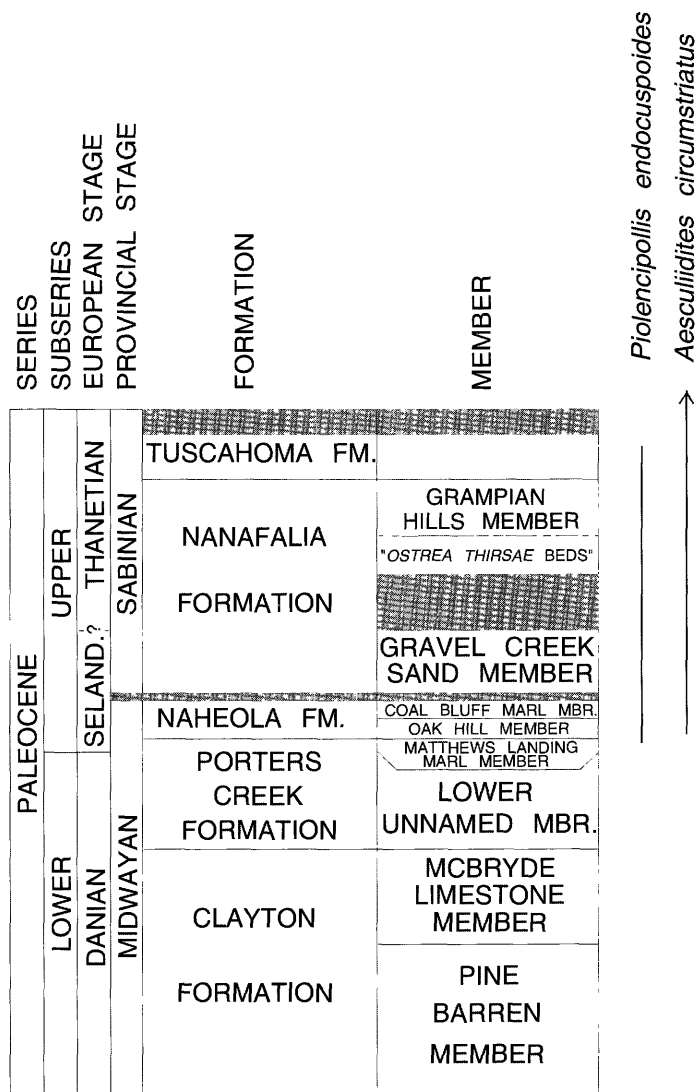 SERIES
SUBSERIES
EUROPEAN STAGE
PROVINCIAL STAGE
FORMATION
MEMBER
Piolencipollis endocuspoides
Aesculiidites circumstriatus
PALEOCENE
UPPER
LOWER
THANETIAN
SELAND.?
DANIAN
SABINIAN
MIDWAYAN
TUSCAHOMA FM.
NANAFALIA
FORMATION
GRAMPIAN
HILLS MEMBER
"OSTREA THIRSAE BEDS"
GRAVEL CREEK
SAND MEMBER
NAHEOLA FM.
COAL BLUFF MARL MBR.
OAK HILL MEMBER
PORTERS
CREEK
FORMATION
MATTHEWS LANDING
MARL MEMBER
LOWER
UNNAMED MBR.
CLAYTON
FORMATION
MCBRYDE
LIMESTONE
MEMBER
PINE
BARREN
MEMBER